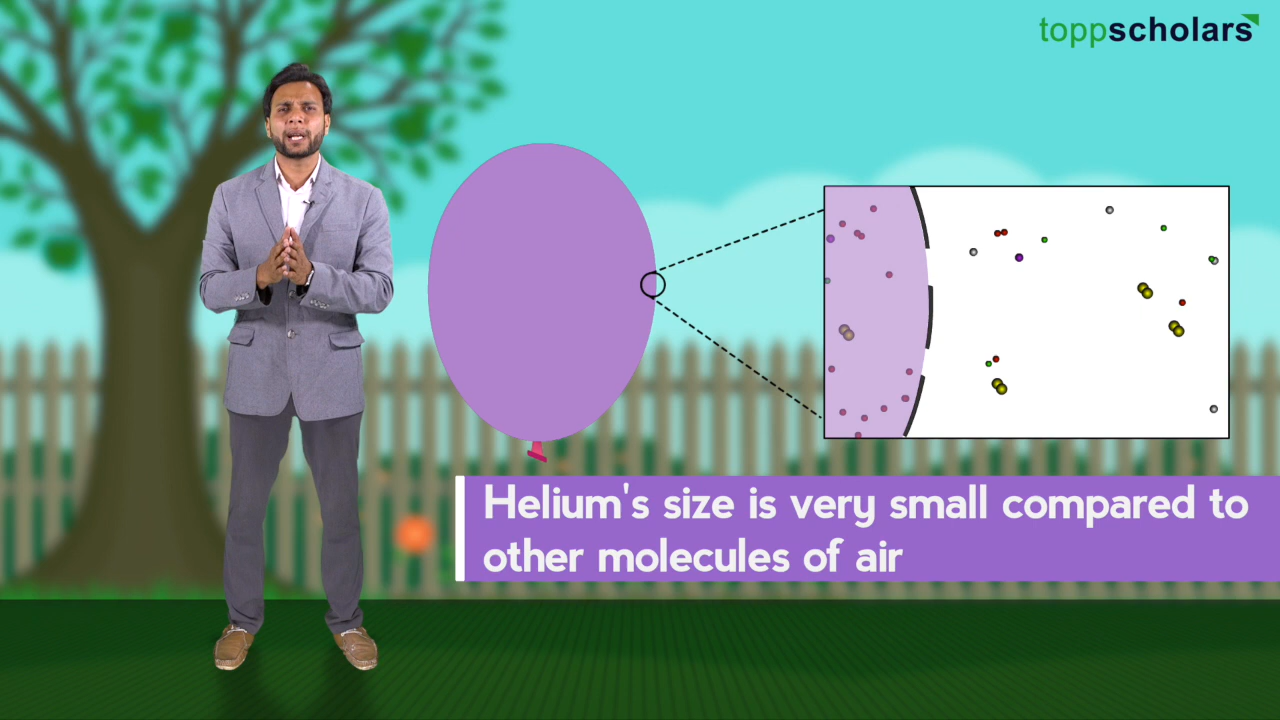 toppscholars
Helium's size is very small compared to
other molecules of air